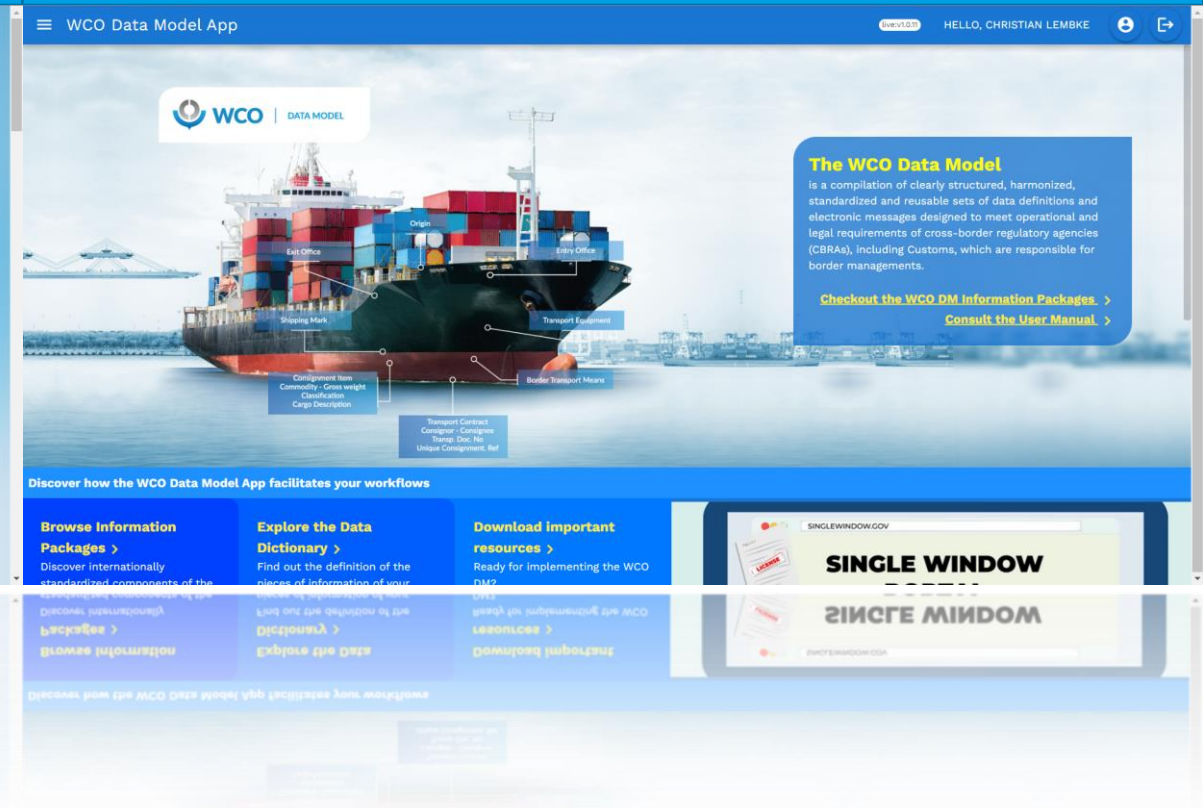 WCO Data Model App
live:v1.0.11
HELLO, CHRISTIAN LEMBKE
WCO | DATA MODEL
Origin
Exit Office
Entry Office
Shipping Mark
Transport Equipment
Consignment Item
Commodity - Gross weight
Classification
Cargo Description
Border Transport Means
Transport Contract
Consignor - Consignee
Transp. Doc. No
Unique Consignment. Ref
The WCO Data Model
is a compilation of clearly structured, harmonized,
standardized and reusable sets of data definitions and
electronic messages designed to meet operational and
legal requirements of cross-border regulatory agencies
(CBRAs), including Customs, which are responsible for
border managements.
Checkout the WCO DM Information Packages >
Consult the User Manual >
Discover how the WCO Data Model App facilitates your workflows
Browse Information
Packages >
Discover internationally
standardized components of the
Explore the Data
Dictionary >
Find out the definition of the
pieces of information of your
Download important
resources >
Ready for implementing the WCO
DM?
SINGLEWINDOW.GOV
LICENSE
SINGLE WINDOW